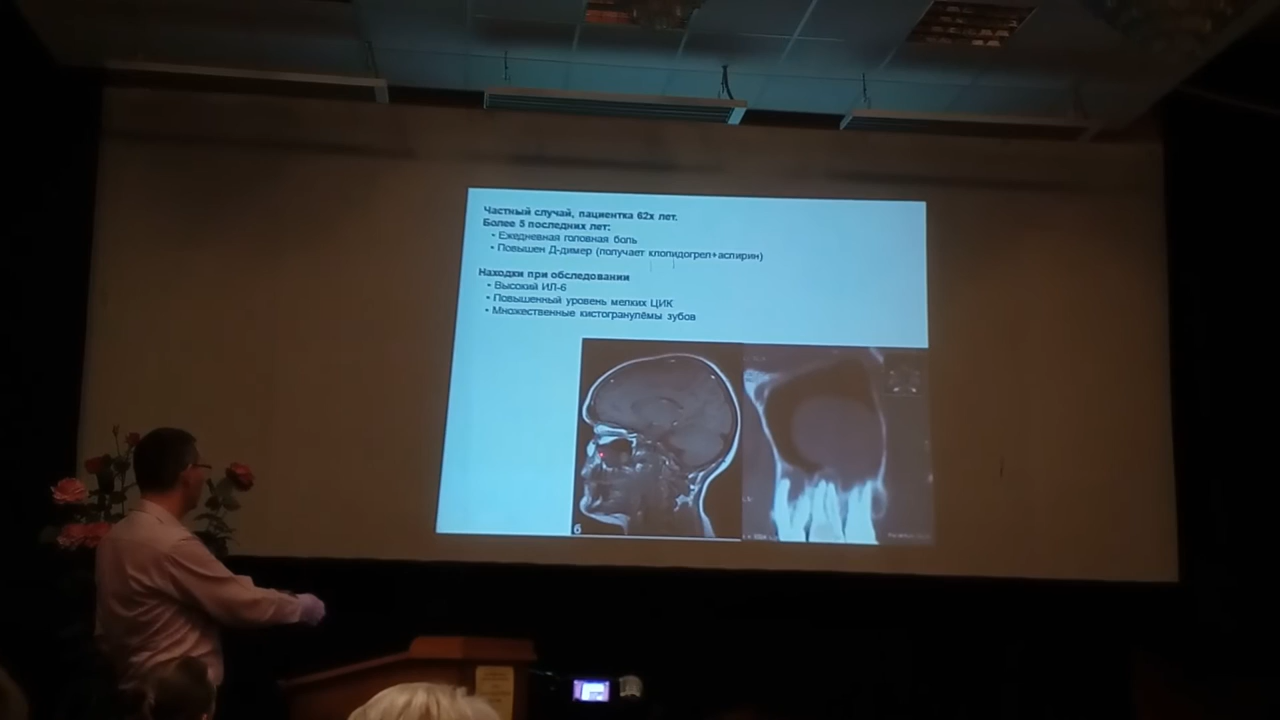 Частный случай, пациентка 62х лет.
Более 5 последних лет:
• Ежедневная головная боль
• Повышен Д-димер (получает клопидогрел+аспирин)
Находки при обследовании
• Высокий ИЛ-6
• Повышенный уровень мелких ЦИК
• Множественные кистогранулёмы зубов
б